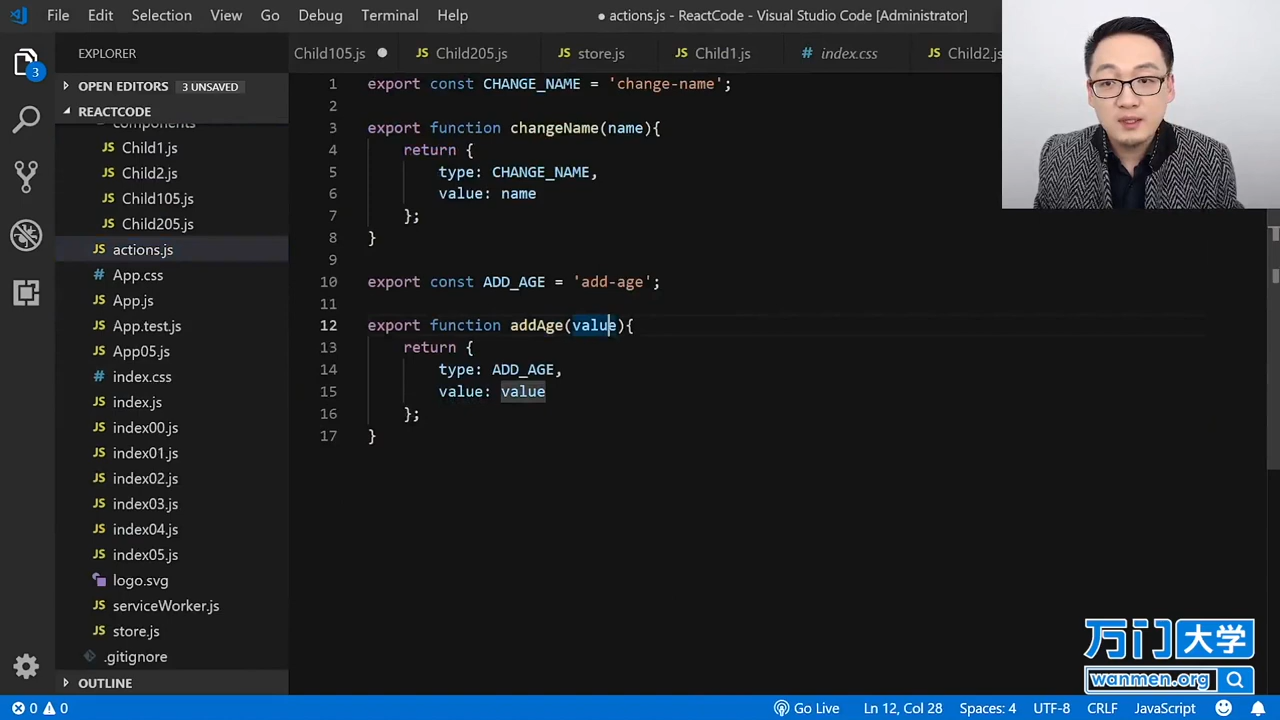 File Edit Selection View Go Debug Terminal Help
● actions.js - ReactCode - Visual Studio Code [Administrator]
EXPLORER
Child105.js
JS Child205.js
JS store.js
JS Child1.js
# index.css
JS Child2.js
3
OPEN EDITORS 3 UNSAVED
REACTCODE
components
JS Child1.js
JS Child2.js
JS Child105.js
JS Child205.js
JS actions.js
# App.css
JS App.js
JS App.test.js
JS App05.js
# index.css
JS index.js
JS index00.js
JS index01.js
JS index02.js
JS index03.js
JS index04.js
JS index05.js
logo.svg
JS serviceWorker.js
JS store.js
.gitignore
OUTLINE
1 export const CHANGE_NAME = 'change-name';
2
3 export function changeName(name){
4 return {
5 type: CHANGE_NAME,
6 value: name
7 };
8 }
9
10 export const ADD_AGE = 'add-age';
11
12 export function addAge(value){
13 return {
14 type: ADD_AGE,
15 value: value
16 };
17 }
万门大学
wanmen.org
0 0
Go Live
Ln 12, Col 28
Spaces: 4
UTF-8
CRLF
JavaScript